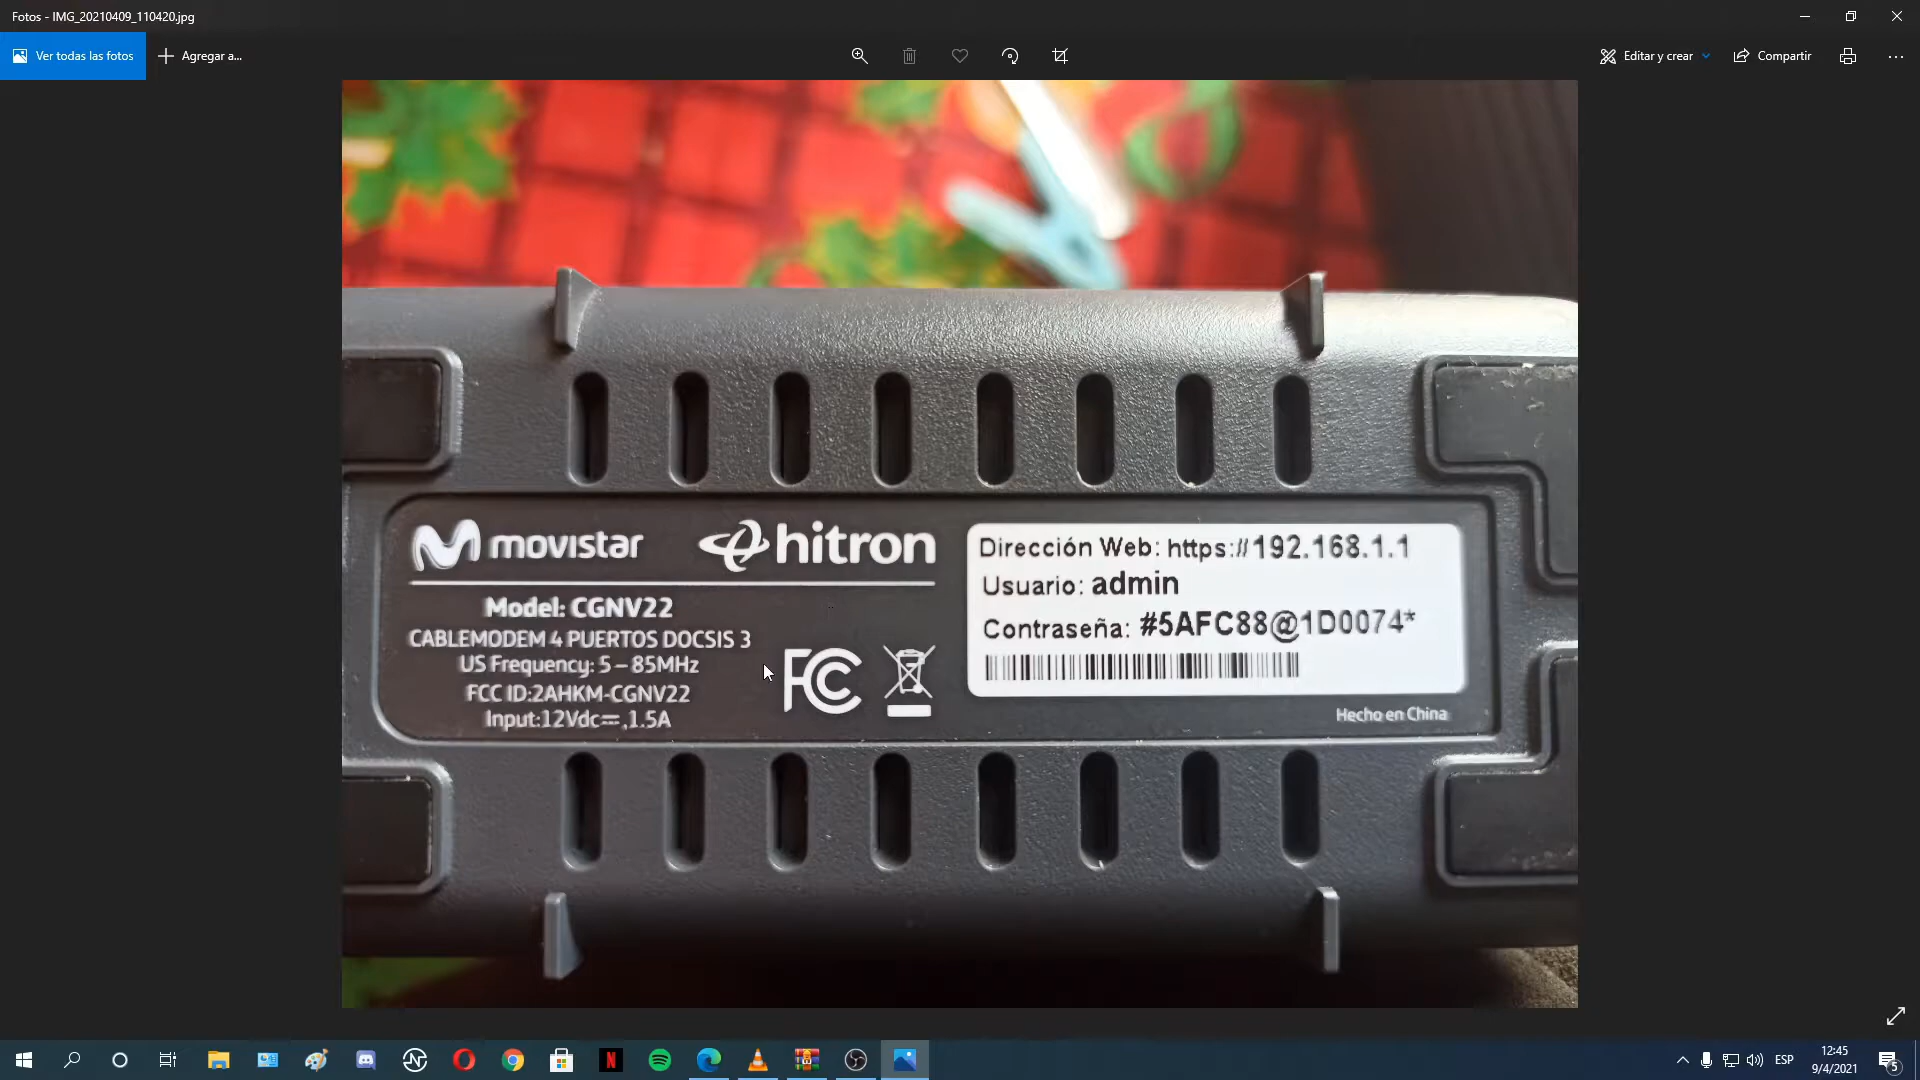 Fotos - IMG_20210409_110420.jpg
Ver todas las fotos
Agregar a...
Editar y crear
Compartir
movistar hitron
Model: CGNV22
CABLEMODEM 4 PUERTOS DOCSIS 3
US Frequency: 5 – 85MHz
FCC ID:2AHKM-CGNV22
Input:12Vdc⎓,1.5A
FC
Dirección Web: https://192.168.1.1
Usuario: admin
Contraseña: #5AFC88@1D0074*
Hecho en China
ESP
12:45
9/4/2021
5